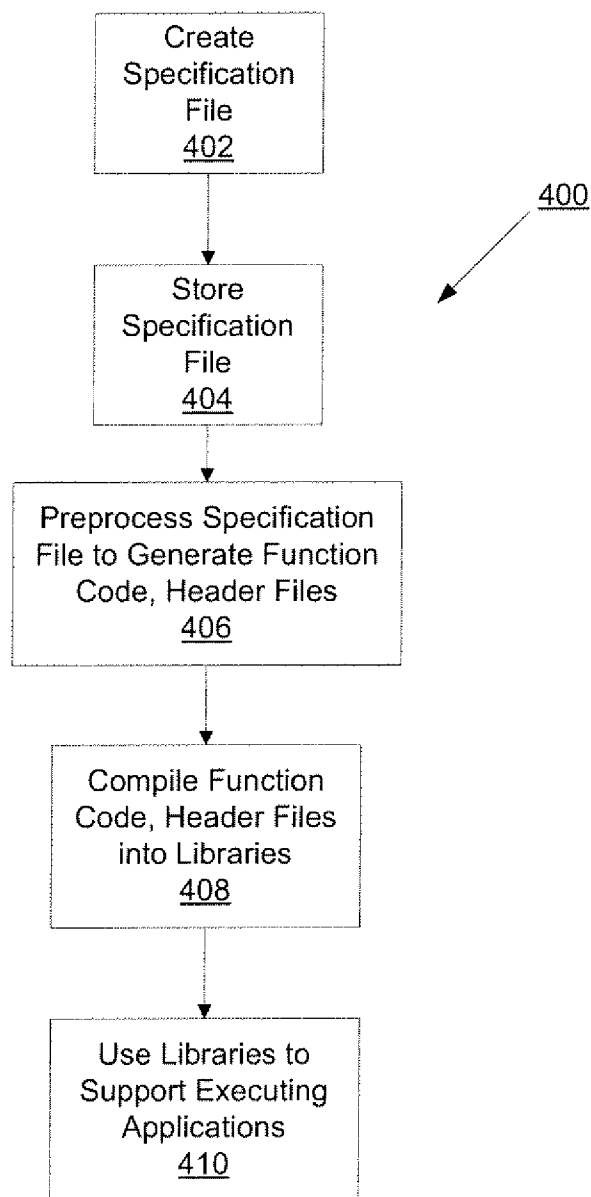 Create
Specification
File
402
400
Store
Specification
File
404
Preprocess Specification
File to Generate Function
Code, Header Files
406
Compile Function
Code, Header Files
into Libraries
408
Use Libraries to
Support Executing
Applications
410